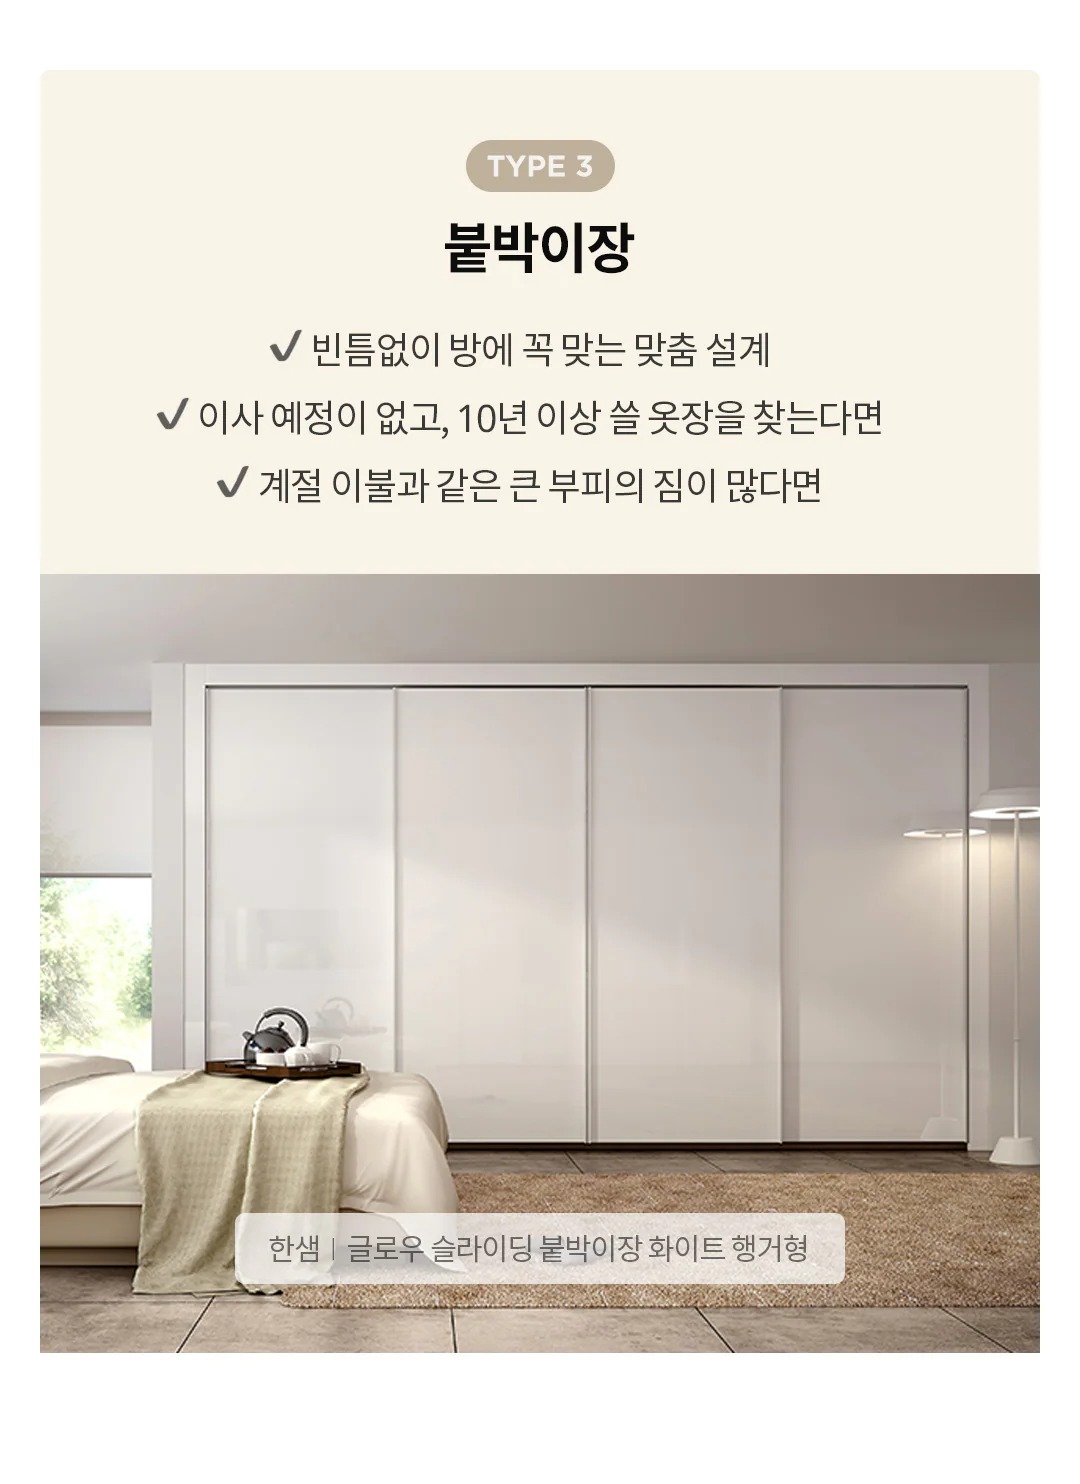 TYPE 3
붙박이장
✓ 빈틈없이 방에 꼭 맞는 맞춤 설계
✓ 이사 예정이 없고, 10년 이상 쓸 옷장을 찾는다면
✓ 계절 이불과 같은 큰 부피의 짐이 많다면
한샘 | 글로우 슬라이딩 붙박이장 화이트 행거형